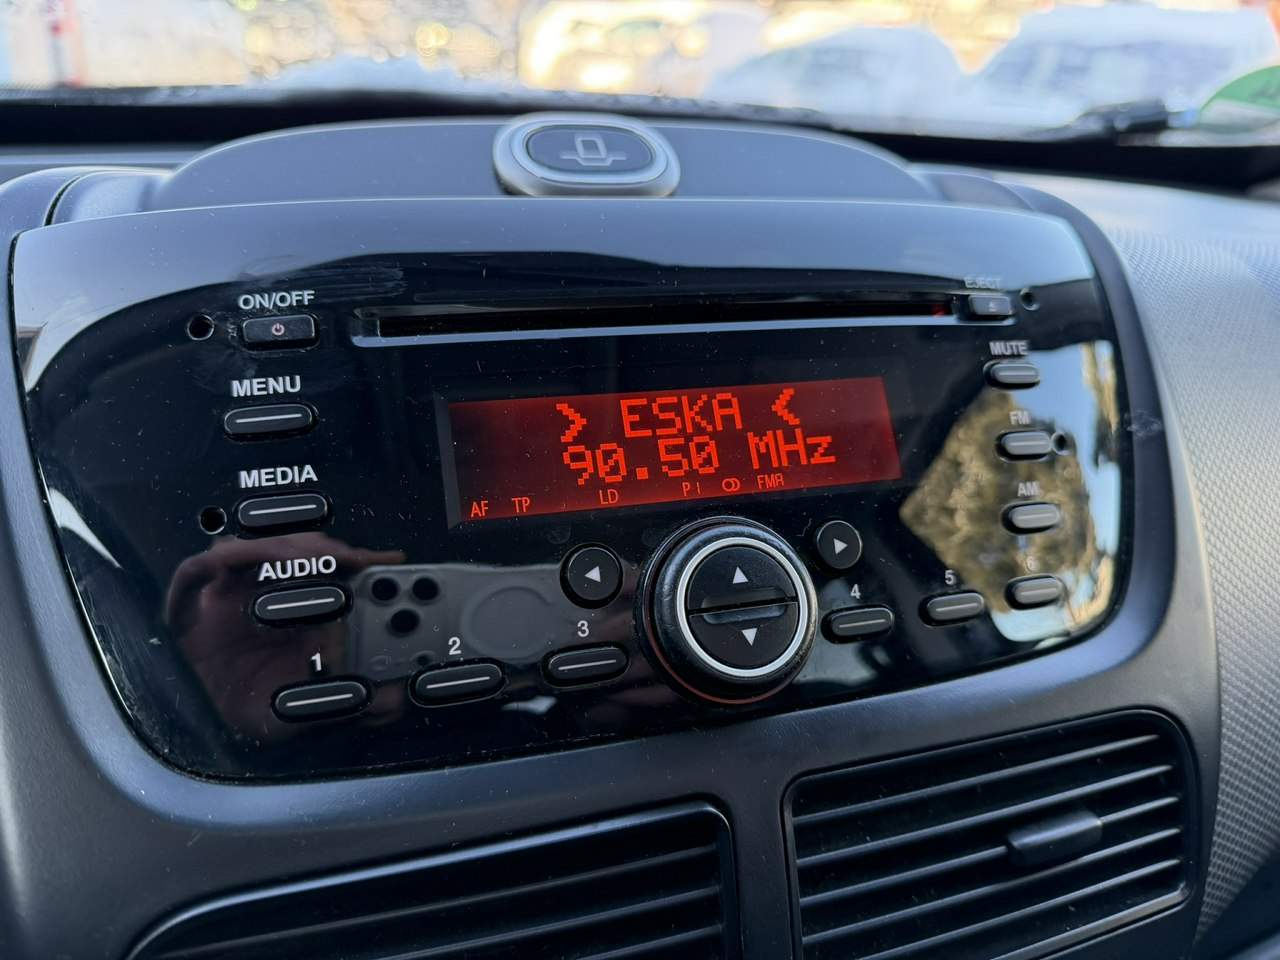 ON/OFF
EJECT
MENU
MUTE
> ESKA <
90.50 MHz
FM
MEDIA
AF TP LD PI FMA
AM
AUDIO
1
2
3
4
5
6